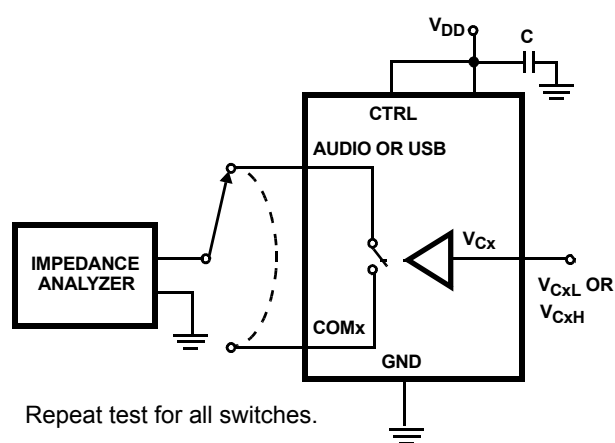 VDD
C
CTRL
AUDIO OR USB
IMPEDANCE
ANALYZER
VCx
VCxL OR
VCxH
COMx
GND
Repeat test for all switches.